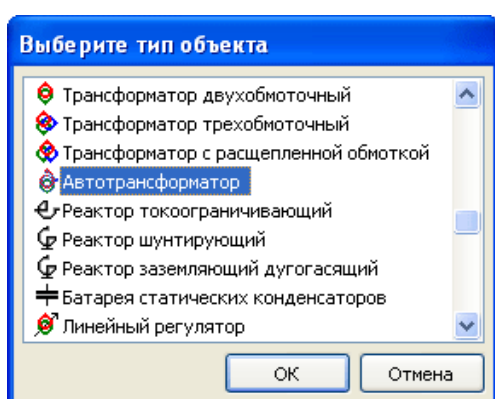 Выберите тип объекта
Трансформатор двухобмоточный
Трансформатор трехобмоточный
Трансформатор с расщепленной обмоткой
Автотрансформатор
Реактор токоограничивающий
Реактор шунтирующий
Реактор заземляющий дугогасящий
Батарея статических конденсаторов
Линейный регулятор
ОК Отмена